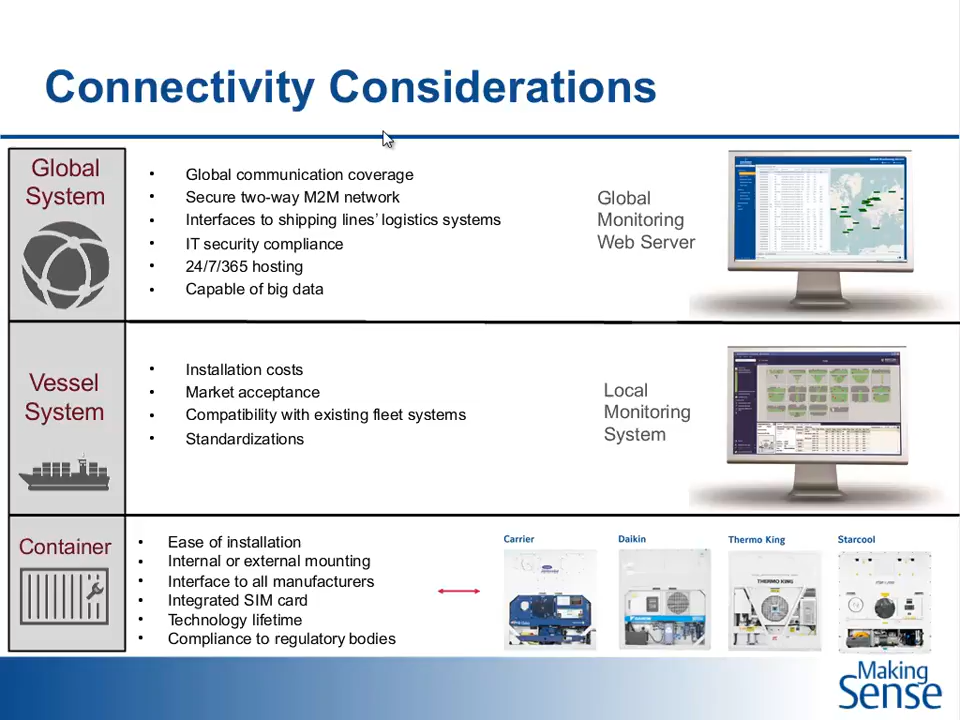 Connectivity Considerations
Global
System
• Global communication coverage
• Secure two-way M2M network
• Interfaces to shipping lines’ logistics systems
• IT security compliance
• 24/7/365 hosting
• Capable of big data
Global
Monitoring
Web Server
Vessel
System
• Installation costs
• Market acceptance
• Compatibility with existing fleet systems
• Standardizations
Local
Monitoring
System
Container
• Ease of installation
• Internal or external mounting
• Interface to all manufacturers
• Integrated SIM card
• Technology lifetime
• Compliance to regulatory bodies
Carrier
Daikin
Thermo King
Starcool
THERMO KING
Making
Sense